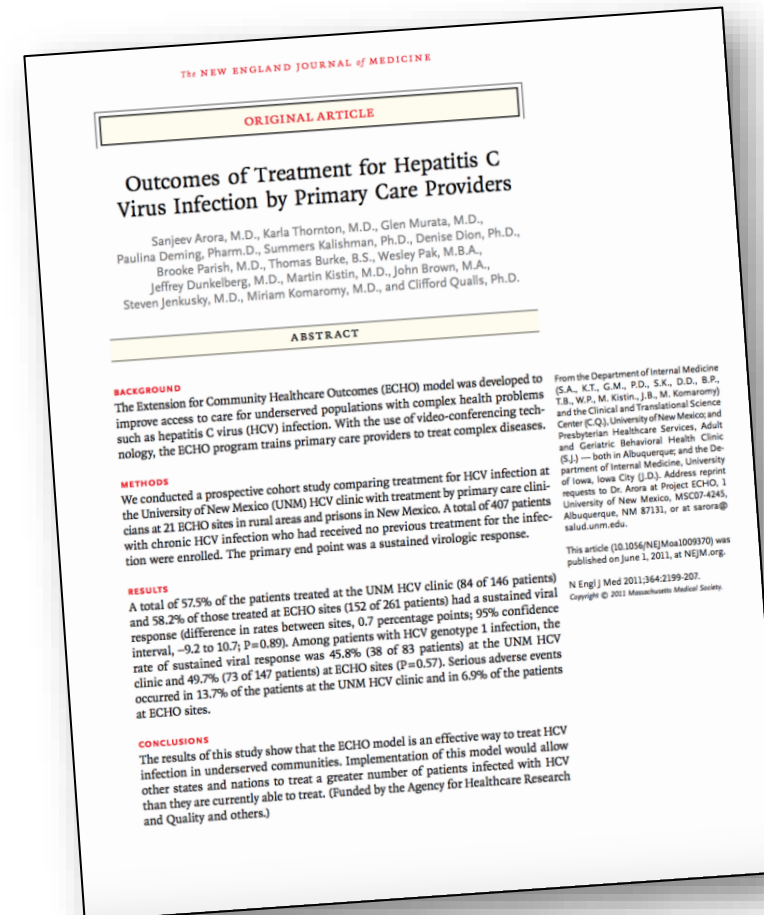 The NEW ENGLAND JOURNAL of MEDICINE
ORIGINAL ARTICLE
Outcomes of Treatment for Hepatitis C
Virus Infection by Primary Care Providers
Sanjeev Arora, M.D., Karla Thornton, M.D., Glen Murata, M.D.,
Paulina Deming, Pharm.D., Summers Kalishman, Ph.D., Denise Dion, Ph.D.,
Brooke Parish, M.D., Thomas Burke, B.S., Wesley Pak, M.B.A.,
Jeffrey Dunkelberg, M.D., Martin Kistin, M.D., John Brown, M.A.,
Steven Jenkusky, M.D., Miriam Komaromy, M.D., and Clifford Qualls, Ph.D.
ABSTRACT
BACKGROUND
The Extension for Community Healthcare Outcomes (ECHO) model was developed to
improve access to care for underserved populations with complex health problems
such as hepatitis C virus (HCV) infection. With the use of video-conferencing tech-
nology, the ECHO program trains primary care providers to treat complex diseases.
METHODS
We conducted a prospective cohort study comparing treatment for HCV infection at
the University of New Mexico (UNM) HCV clinic with treatment by primary care clini-
cians at 21 ECHO sites in rural areas and prisons in New Mexico. A total of 407 patients
with chronic HCV infection who had received no previous treatment for the infec-
tion were enrolled. The primary end point was a sustained virologic response.
RESULTS
A total of 57.5% of the patients treated at the UNM HCV clinic (84 of 146 patients)
and 58.2% of those treated at ECHO sites (152 of 261 patients) had a sustained viral
response (difference in rates between sites, 0.7 percentage points; 95% confidence
interval, −9.2 to 10.7; P=0.89). Among patients with HCV genotype 1 infection, the
rate of sustained viral response was 45.8% (38 of 83 patients) at the UNM HCV
clinic and 49.7% (73 of 147 patients) at ECHO sites (P=0.57). Serious adverse events
occurred in 13.7% of the patients at the UNM HCV clinic and in 6.9% of the patients
at ECHO sites.
CONCLUSIONS
The results of this study show that the ECHO model is an effective way to treat HCV
infection in underserved communities. Implementation of this model would allow
other states and nations to treat a greater number of patients infected with HCV
than they are currently able to treat. (Funded by the Agency for Healthcare Research
and Quality and others.)
From the Department of Internal Medicine
(S.A., K.T., G.M., P.D., S.K., D.D., B.P.,
T.B., W.P., M. Kistin, J.B., M. Komaromy)
and the Clinical and Translational Science
Center (C.Q.), University of New Mexico; and
Presbyterian Healthcare Services, Adult
and Geriatric Behavioral Health Clinic
(S.J.) — both in Albuquerque; and the De-
partment of Internal Medicine, University
of Iowa, Iowa City (J.D.). Address reprint
requests to Dr. Arora at Project ECHO, 1
University of New Mexico, MSC07-4245,
Albuquerque, NM 87131, or at sarora@
salud.unm.edu.
This article (10.1056/NEJMoa1009370) was
published on June 1, 2011, at NEJM.org.
N Engl J Med 2011;364:2199-207.
Copyright © 2011 Massachusetts Medical Society.